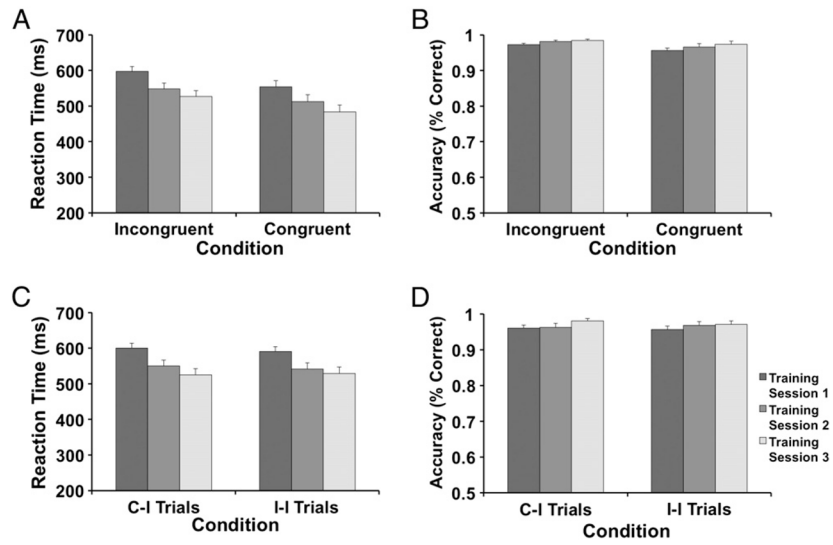 A
Reaction Time (ms)
700
600
500
400
300
200
Incongruent Congruent
Condition
B
Accuracy (% Correct)
1
0.9
0.8
0.7
0.6
0.5
Incongruent Congruent
Condition
C
Reaction Time (ms)
700
600
500
400
300
200
C-I Trials I-I Trials
Condition
D
Accuracy (% Correct)
1
0.9
0.8
0.7
0.6
0.5
C-I Trials I-I Trials
Condition
Training
Session 1
Training
Session 2
Training
Session 3